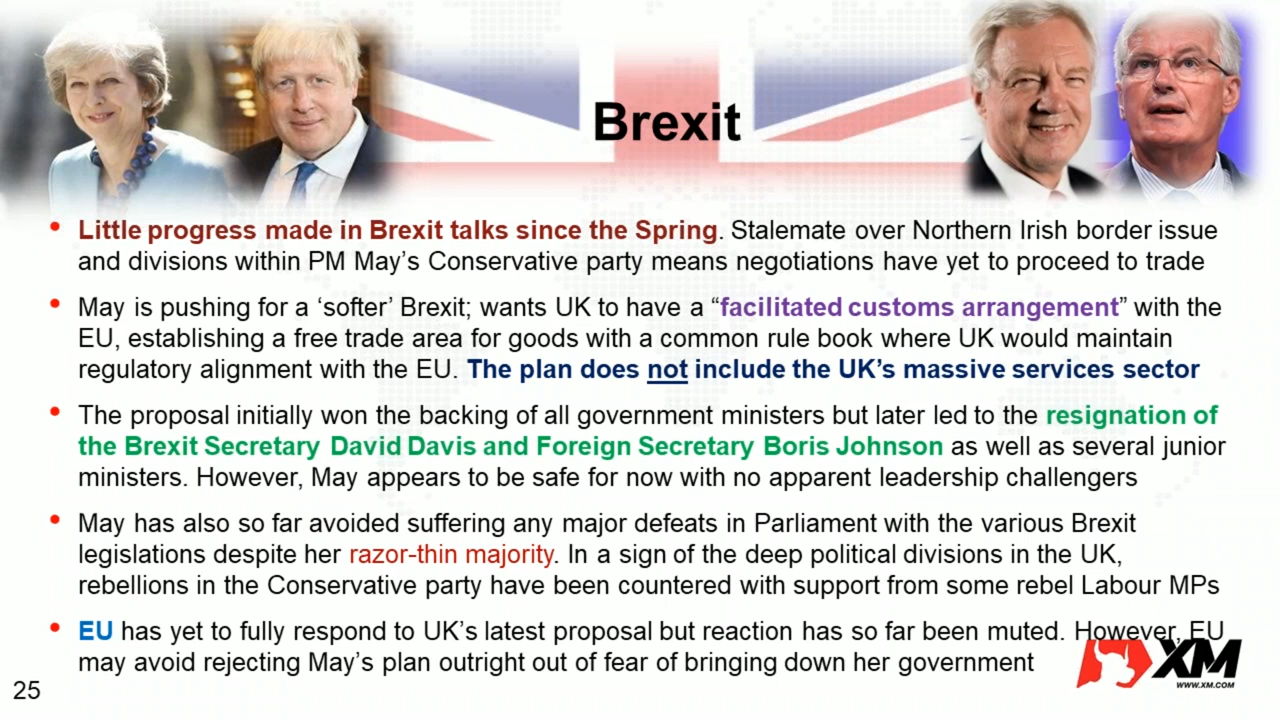 Brexit
• Little progress made in Brexit talks since the Spring. Stalemate over Northern Irish border issue
and divisions within PM May’s Conservative party means negotiations have yet to proceed to trade
• May is pushing for a ‘softer’ Brexit; wants UK to have a “facilitated customs arrangement” with the
EU, establishing a free trade area for goods with a common rule book where UK would maintain
regulatory alignment with the EU. The plan does not include the UK’s massive services sector
• The proposal initially won the backing of all government ministers but later led to the resignation of
the Brexit Secretary David Davis and Foreign Secretary Boris Johnson as well as several junior
ministers. However, May appears to be safe for now with no apparent leadership challengers
• May has also so far avoided suffering any major defeats in Parliament with the various Brexit
legislations despite her razor-thin majority. In a sign of the deep political divisions in the UK,
rebellions in the Conservative party have been countered with support from some rebel Labour MPs
• EU has yet to fully respond to UK’s latest proposal but reaction has so far been muted. However, EU
may avoid rejecting May’s plan outright out of fear of bringing down her government
XM
www.XM.COM
25